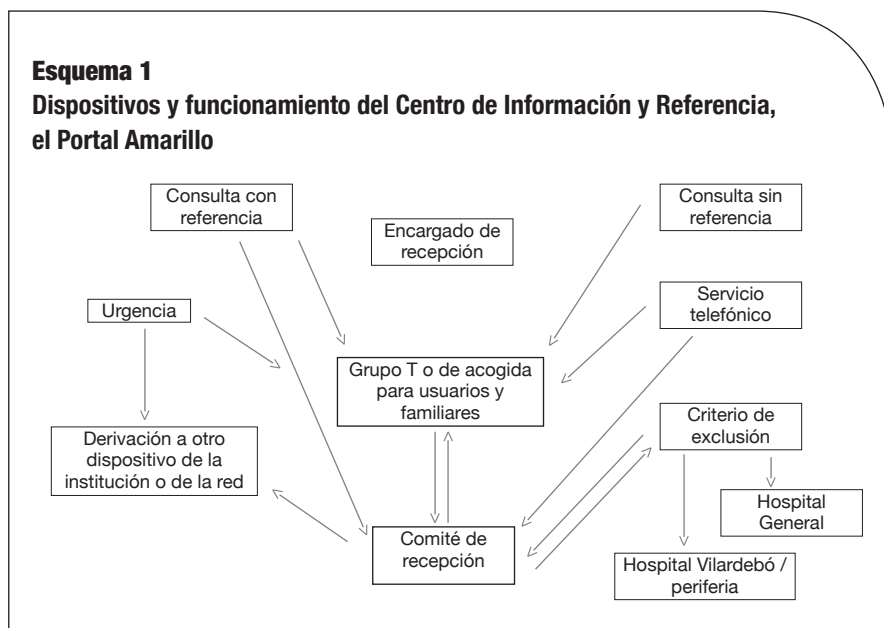 Esquema 1
Dispositivos y funcionamiento del Centro de Información y Referencia,
el Portal Amarillo
Consulta con
referencia
Encargado de
recepción
Consulta sin
referencia
Urgencia
Servicio
telefónico
Grupo T o de acogida
para usuarios y
familiares
Derivación a otro
dispositivo de la
institución o de la red
Criterio de
exclusión
Comité de
recepción
Hospital
General
Hospital Vilardebó /
periferia